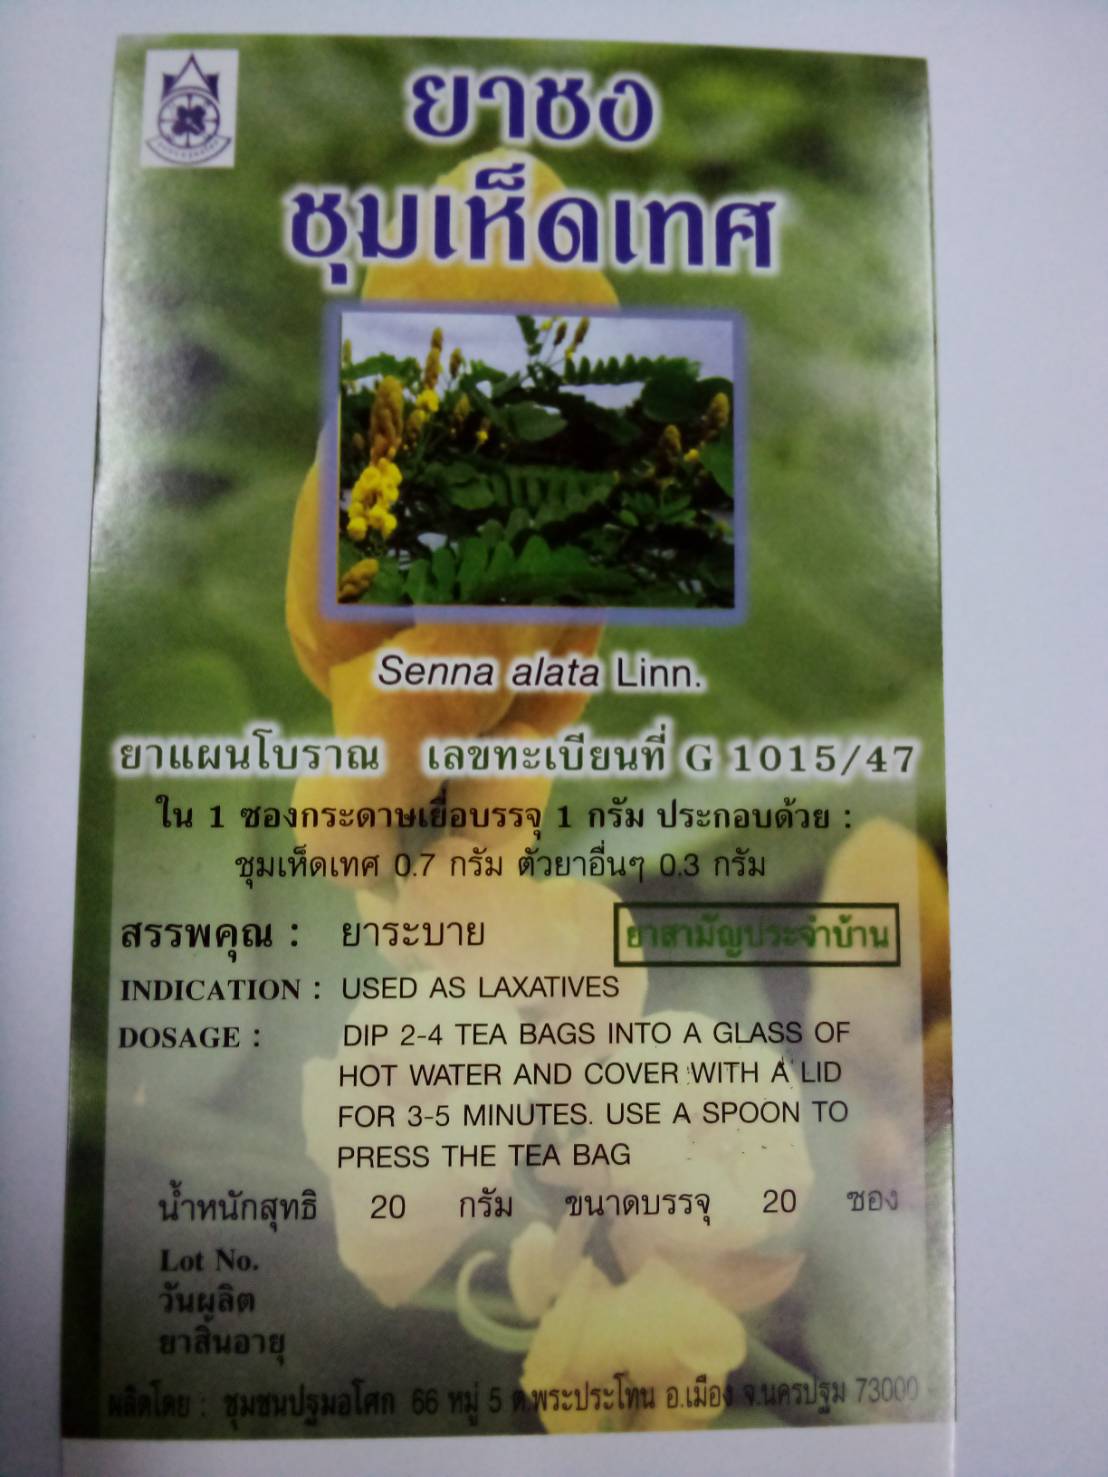 ยาชง
ชุมเห็ดเทศ
Senna alata Linn.
ยาแผนโบราณ เลขทะเบียนที่ G 1015/47
ใน 1 ซองกระดาษเยื่อบรรจุ 1 กรัม ประกอบด้วย :
ชุมเห็ดเทศ 0.7 กรัม ตัวยาอื่นๆ 0.3 กรัม
สรรพคุณ : ยาระบาย
ยาสามัญประจำบ้าน
INDICATION : USED AS LAXATIVES
DOSAGE : DIP 2-4 TEA BAGS INTO A GLASS OF
HOT WATER AND COVER WITH A LID
FOR 3-5 MINUTES. USE A SPOON TO
PRESS THE TEA BAG
น้ำหนักสุทธิ 20 กรัม ขนาดบรรจุ 20 ซอง
Lot No.
วันผลิต
ยาสิ้นอายุ
ผลิตโดย : ชุมชนปฐมอโศก 66 หมู่ 5 ต.พระประโทน อ.เมือง จ.นครปฐม 73000